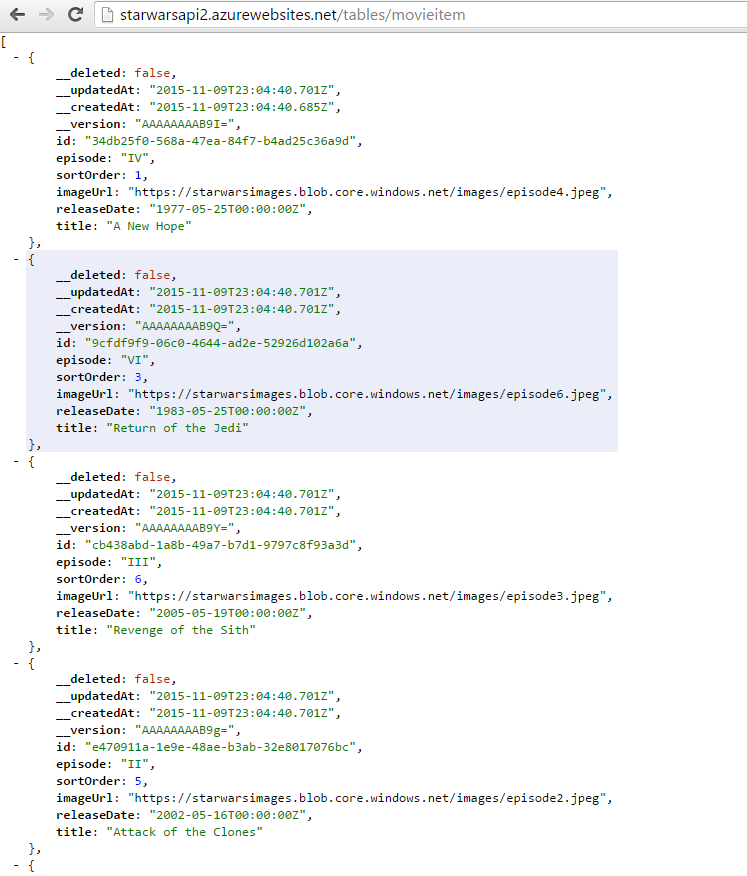 starwarsapi2.azurewebsites.net/tables/movieitem
[
- {
__deleted: false,
__updatedAt: "2015-11-09T23:04:40.701Z",
__createdAt: "2015-11-09T23:04:40.685Z",
__version: "AAAAAAAAB9I=",
id: "34db25f0-568a-47ea-84f7-b4ad25c36a9d",
episode: "IV",
sortOrder: 1,
imageUrl: "https://starwarsimages.blob.core.windows.net/images/episode4.jpeg",
releaseDate: "1977-05-25T00:00:00Z",
title: "A New Hope"
},
- {
__deleted: false,
__updatedAt: "2015-11-09T23:04:40.701Z",
__createdAt: "2015-11-09T23:04:40.701Z",
__version: "AAAAAAAAB9Q=",
id: "9cfdf9f9-06c0-4644-ad2e-52926d102a6a",
episode: "VI",
sortOrder: 3,
imageUrl: "https://starwarsimages.blob.core.windows.net/images/episode6.jpeg",
releaseDate: "1983-05-25T00:00:00Z",
title: "Return of the Jedi"
},
- {
__deleted: false,
__updatedAt: "2015-11-09T23:04:40.701Z",
__createdAt: "2015-11-09T23:04:40.701Z",
__version: "AAAAAAAAB9Y=",
id: "cb438abd-1a8b-49a7-b7d1-9797c8f93a3d",
episode: "III",
sortOrder: 6,
imageUrl: "https://starwarsimages.blob.core.windows.net/images/episode3.jpeg",
releaseDate: "2005-05-19T00:00:00Z",
title: "Revenge of the Sith"
},
- {
__deleted: false,
__updatedAt: "2015-11-09T23:04:40.701Z",
__createdAt: "2015-11-09T23:04:40.701Z",
__version: "AAAAAAAAB9g=",
id: "e470911a-1e9e-48ae-b3ab-32e8017076bc",
episode: "II",
sortOrder: 5,
imageUrl: "https://starwarsimages.blob.core.windows.net/images/episode2.jpeg",
releaseDate: "2002-05-16T00:00:00Z",
title: "Attack of the Clones"
},
- {